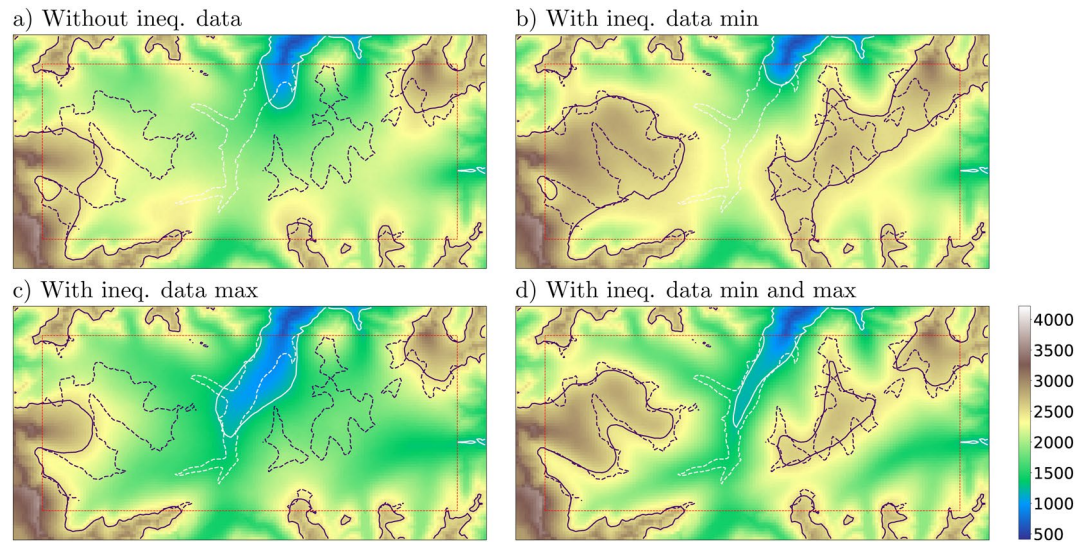 a) Without ineq. data
b) With ineq. data min
c) With ineq. data max
d) With ineq. data min and max
4000
3500
3000
2500
2000
1500
1000
500